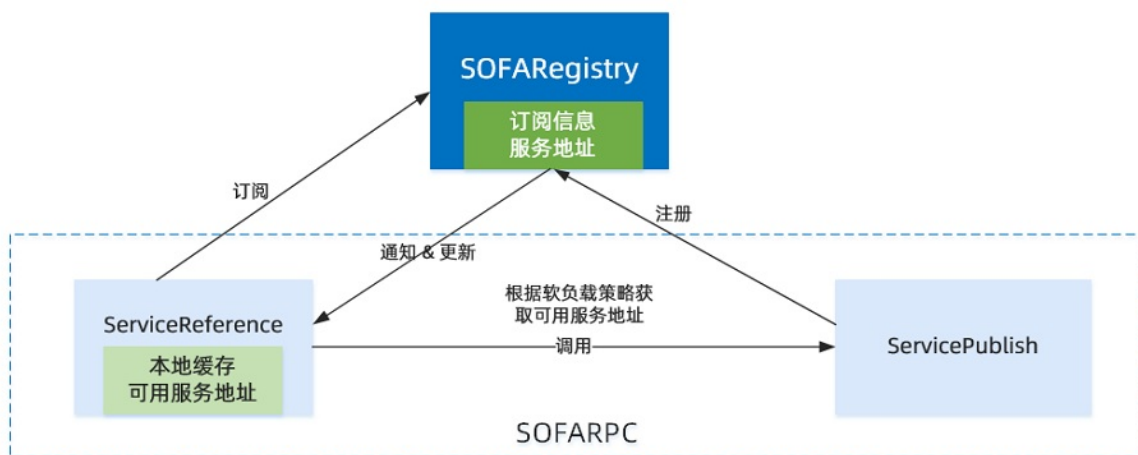 SOFARegistry
订阅信息
服务地址
订阅
注册
通知 & 更新
根据软负载策略获
取可用服务地址
ServiceReference
调用
ServicePublish
本地缓存
可用服务地址
SOFARPC